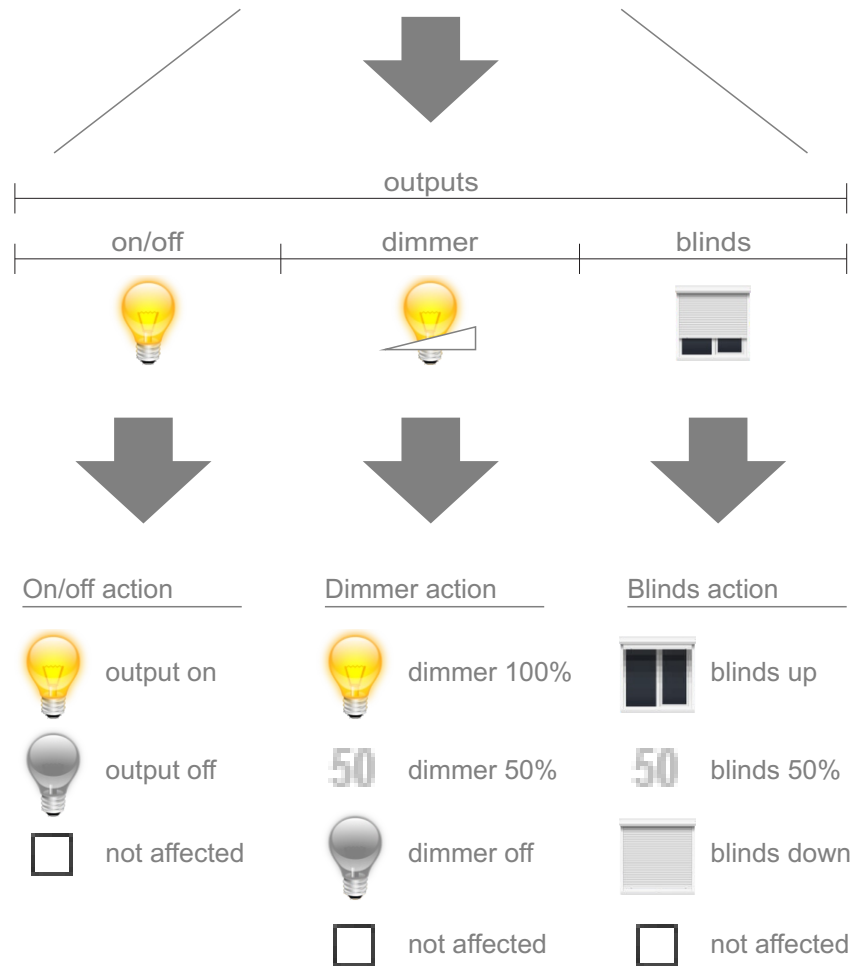 outputs
on/off
dimmer
blinds
On/off action
output on
output off
not affected
Dimmer action
dimmer 100%
50 dimmer 50%
dimmer off
not affected
Blinds action
blinds up
50 blinds 50%
blinds down
not affected